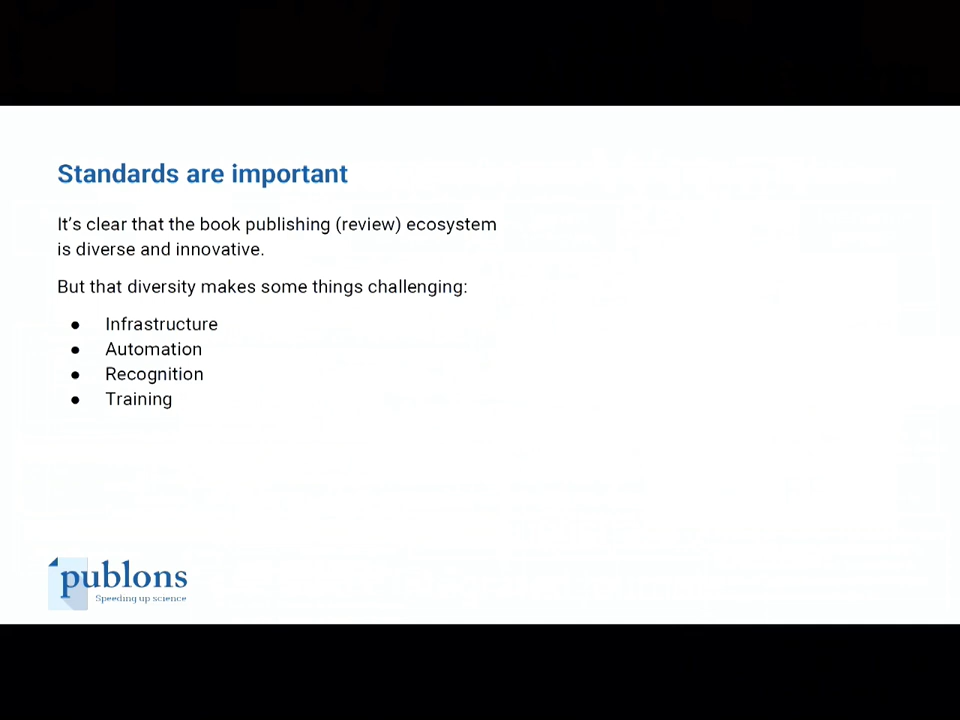 Standards are important
It's clear that the book publishing (review) ecosystem
is diverse and innovative.
But that diversity makes some things challenging:
● Infrastructure
● Automation
● Recognition
● Training
publons
Speeding up science